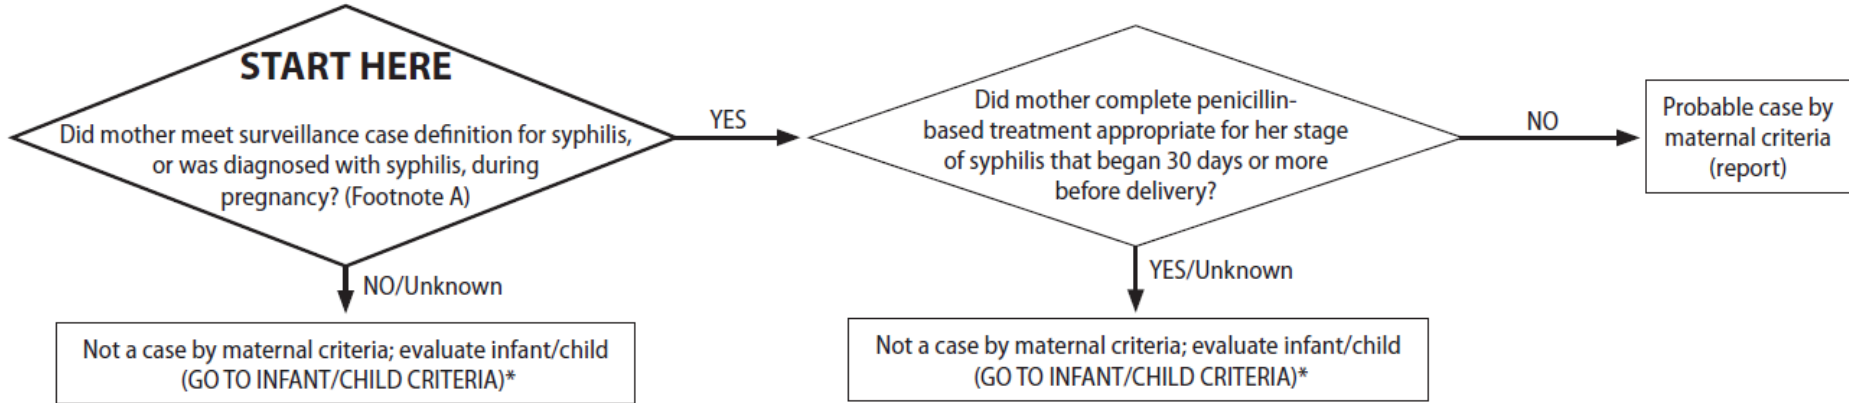 START HERE
Did mother meet surveillance case definition for syphilis,
or was diagnosed with syphilis, during
pregnancy? (Footnote A)
YES
Did mother complete penicillin-
based treatment appropriate for her stage
of syphilis that began 30 days or more
before delivery?
NO
Probable case by
maternal criteria
(report)
NO/Unknown
Not a case by maternal criteria; evaluate infant/child
(GO TO INFANT/CHILD CRITERIA)*
YES/Unknown
Not a case by maternal criteria; evaluate infant/child
(GO TO INFANT/CHILD CRITERIA)*